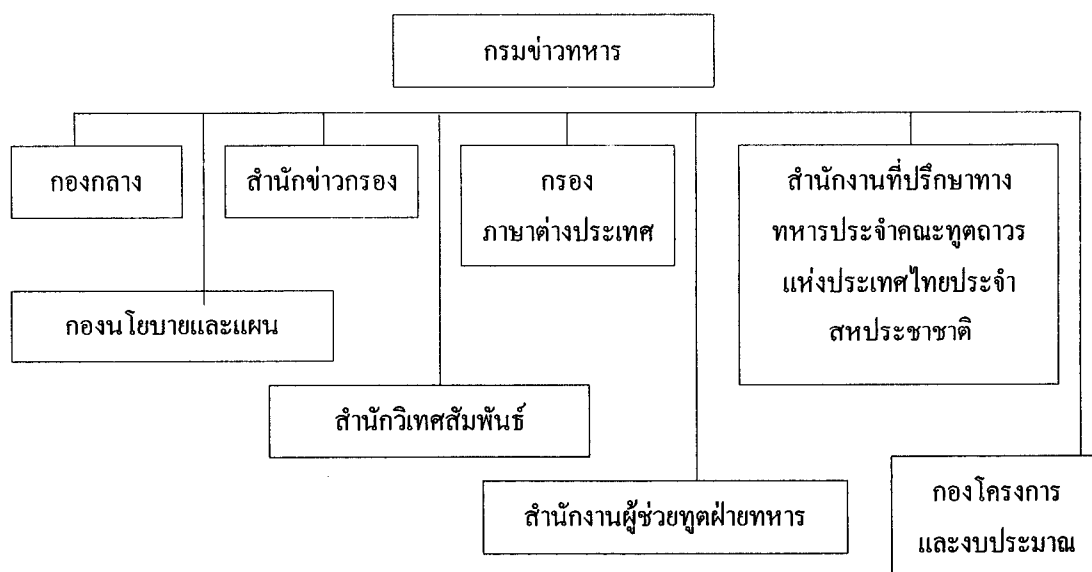 กรมข่าวทหาร
กองกลาง
สำนักข่าวกรอง
กรอง
ภาษาต่างประเทศ
สำนักงานที่ปรึกษาทาง
ทหารประจำคณะทูตถาวร
แห่งประเทศไทยประจำ
สหประชาชาติ
กองนโยบายและแผน
สำนักวิเทศสัมพันธ์
สำนักงานผู้ช่วยทูตฝ่ายทหาร
กองโครงการ
และงบประมาณ